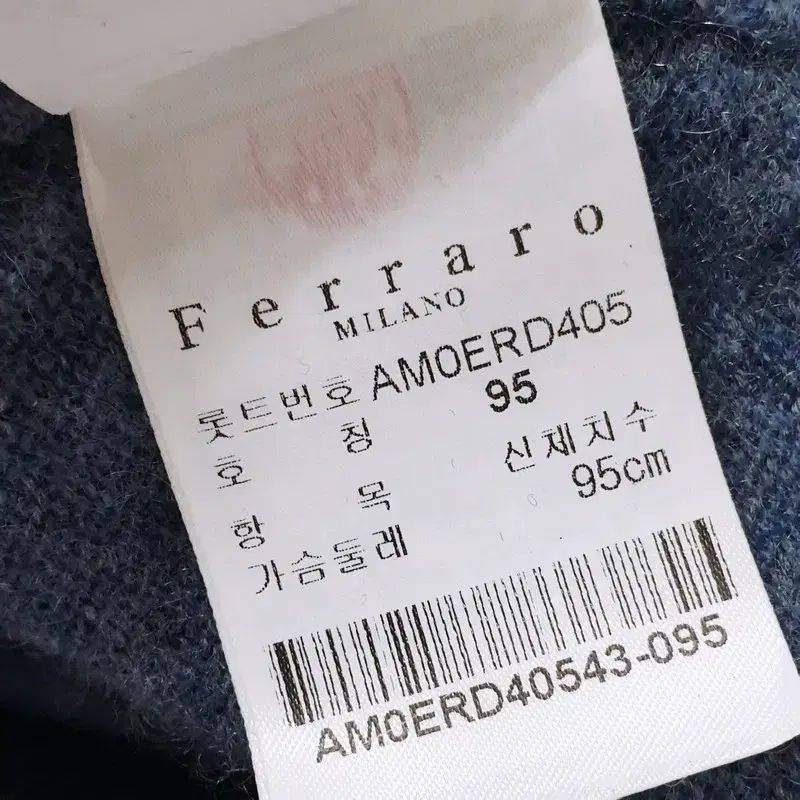 Ferraro
MILANO
롯트번호 AM0ERD405
호 칭 95
항 목 신체치수
가슴둘레 95cm
AM0ERD40543-095